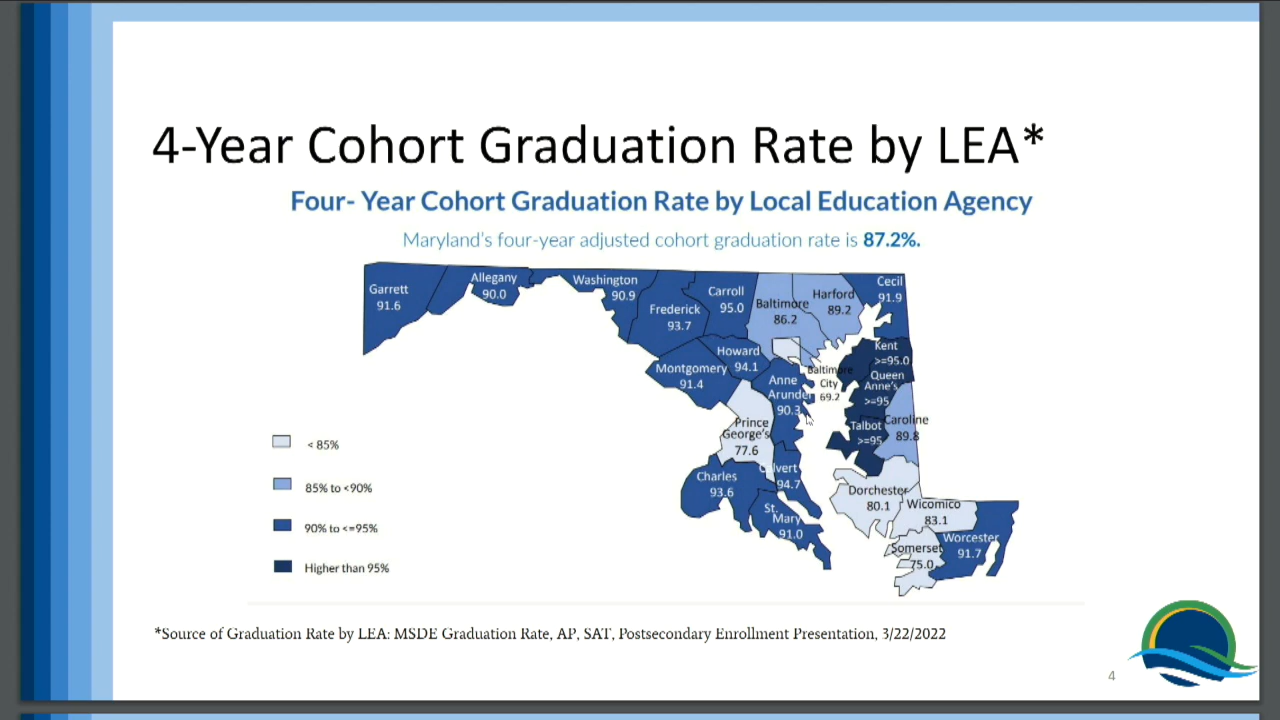 4-Year Cohort Graduation Rate by LEA*
Four- Year Cohort Graduation Rate by Local Education Agency
Maryland's four-year adjusted cohort graduation rate is 87.2%.
Garrett
91.6
Allegany
90.0
Washington
90.9
Frederick
93.7
Carroll
95.0
Baltimore
86.2
Harford
89.2
Cecil
91.9
Howard
94.1
Montgomery
91.4
Anne
Arundel
90.3
Baltimore
City
69.2
Kent
>=95.0
Queen
Anne's
>=95
Talbot
>=95
Caroline
89.8
Prince
George's
77.6
Charles
93.6
Calvert
94.7
St.
Mary
91.0
Dorchester
80.1
Wicomico
83.1
Somerset
75.0
Worcester
91.7
< 85%
85% to <90%
90% to <=95%
Higher than 95%
*Source of Graduation Rate by LEA: MSDE Graduation Rate, AP, SAT, Postsecondary Enrollment Presentation, 3/22/2022
4